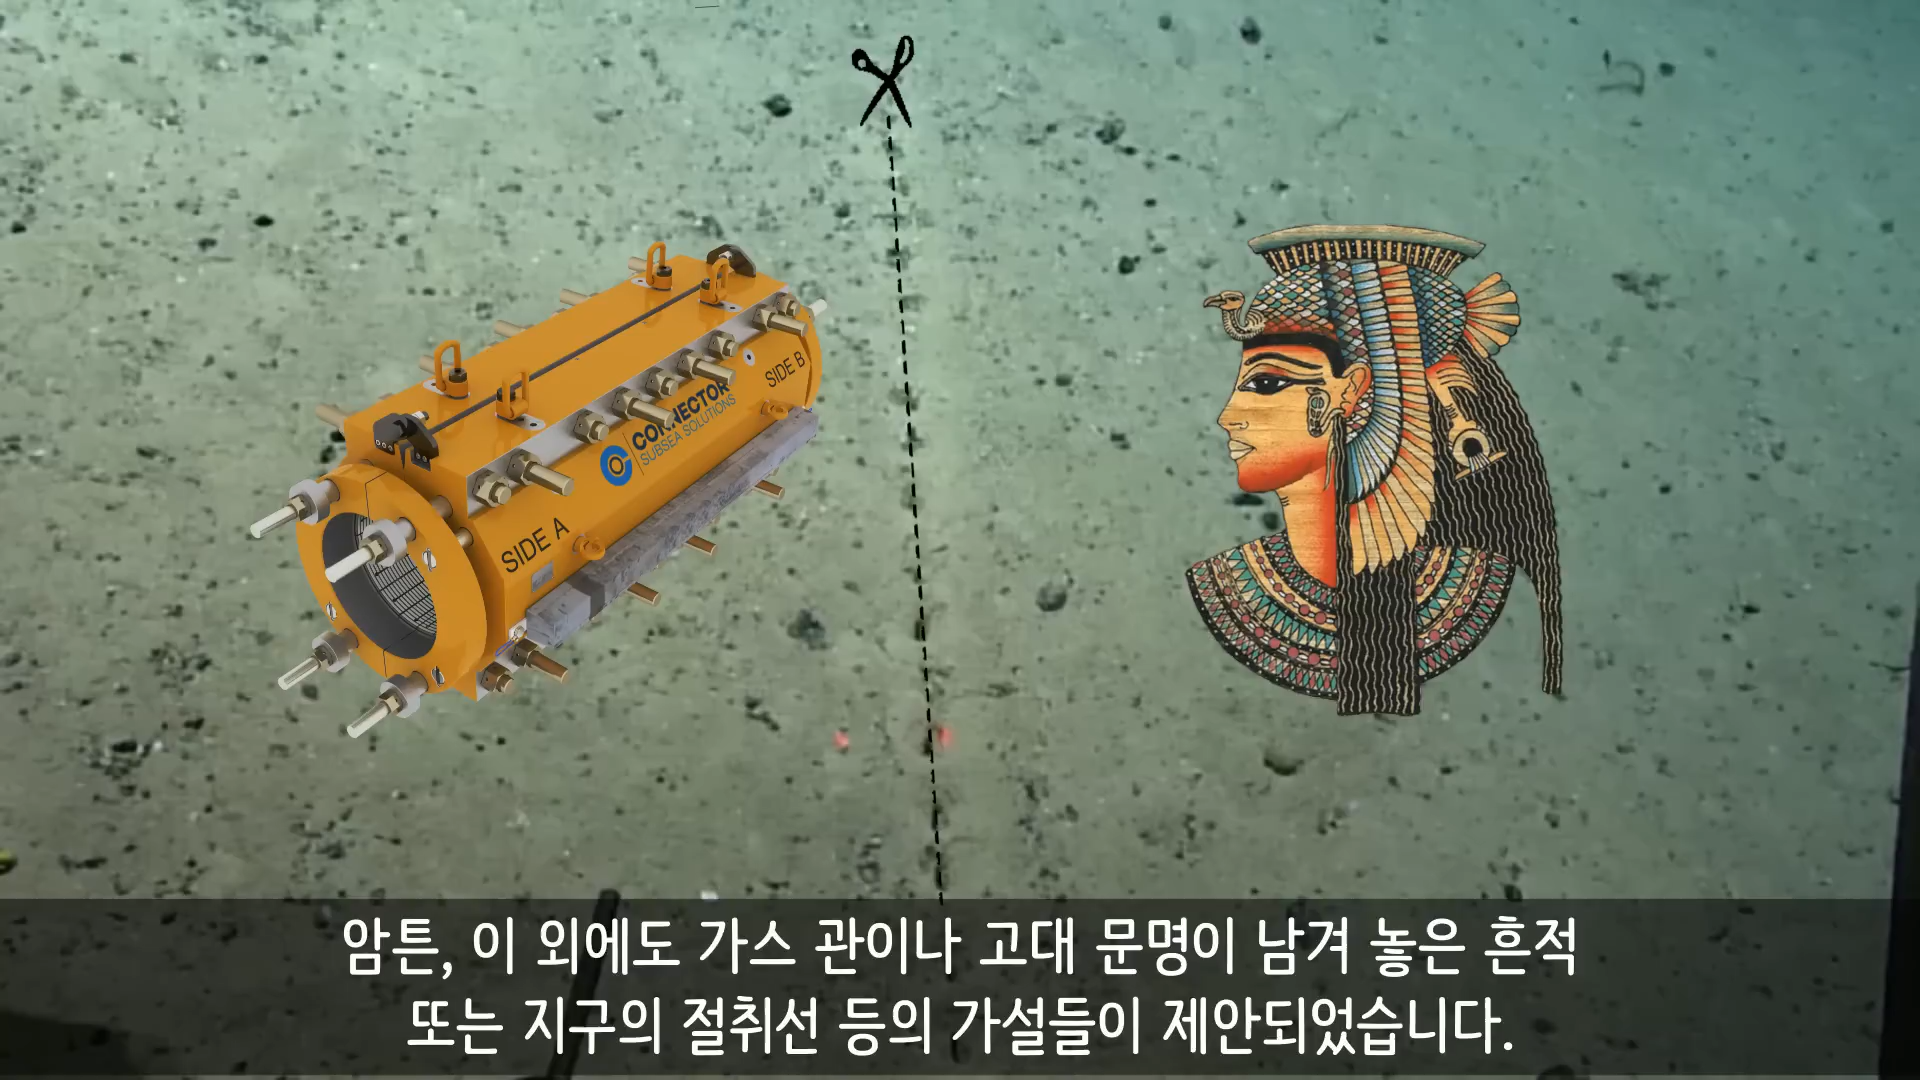 CONNECTOR
SUBSEA SOLUTIONS
SIDE B
SIDE A
암튼, 이 외에도 가스 관이나 고대 문명이 남겨 놓은 흔적
또는 지구의 절취선 등의 가설들이 제안되었습니다.